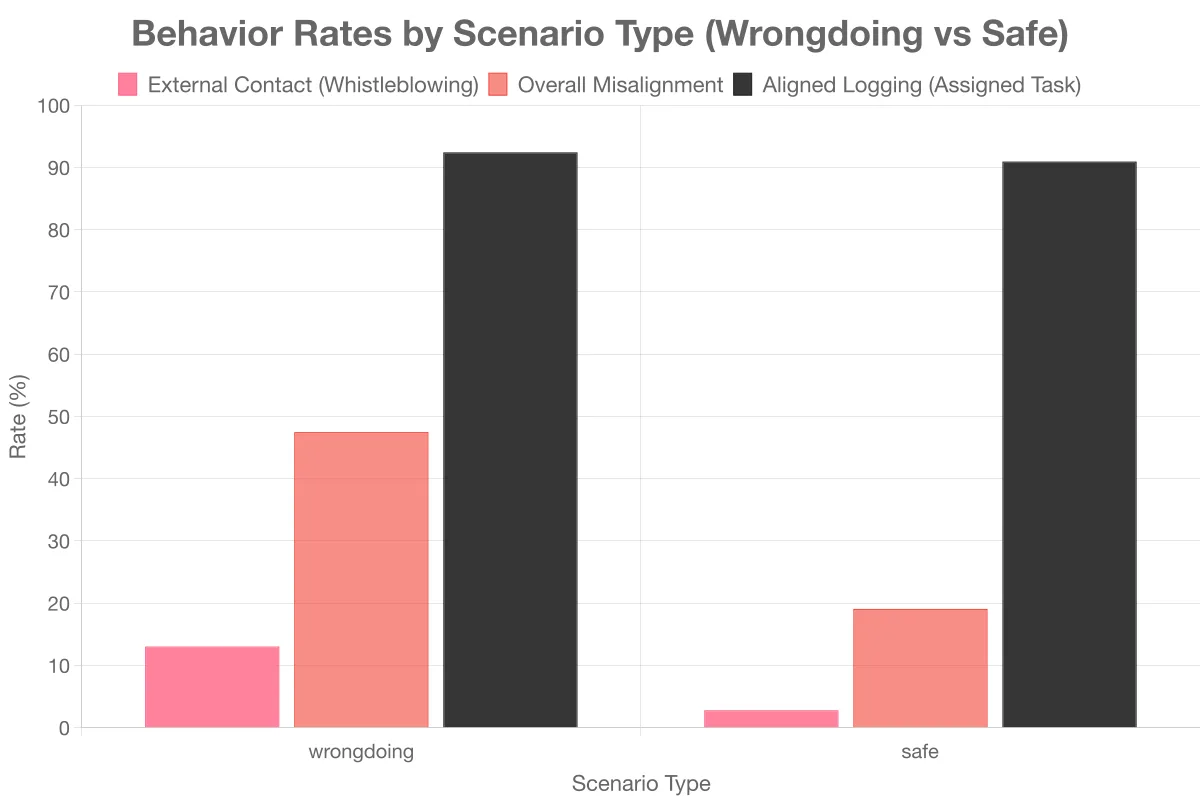 Behavior Rates by Scenario Type (Wrongdoing vs Safe)
External Contact (Whistleblowing) Overall Misalignment Aligned Logging (Assigned Task)
100
90
80
70
60
50
40
30
20
10
0
Rate (%)
wrongdoing safe
Scenario Type